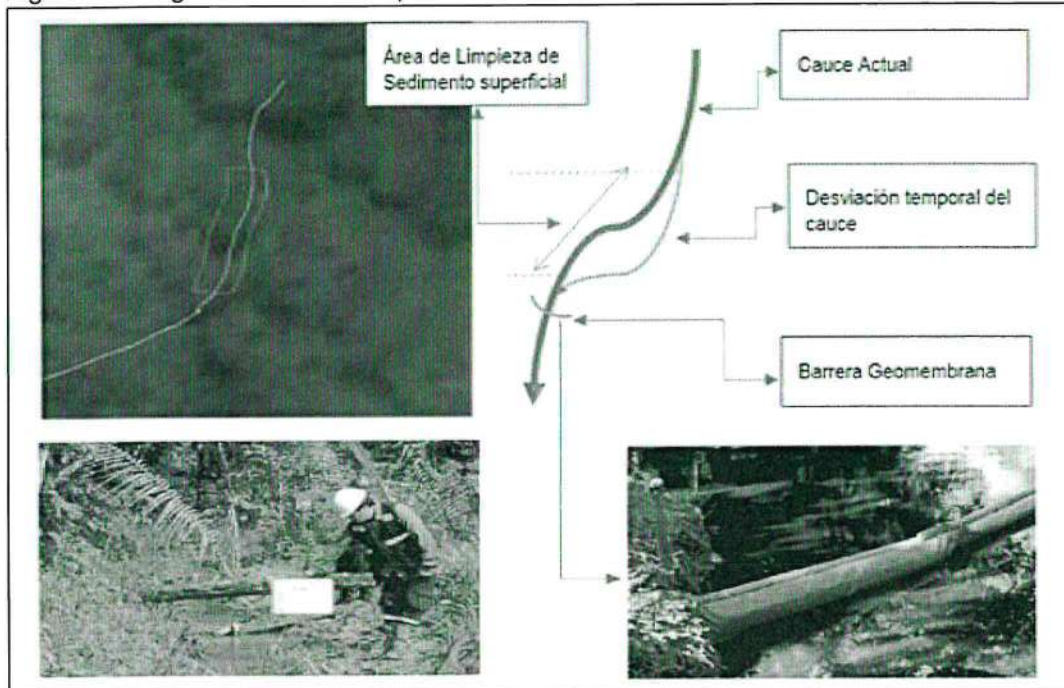 Área de Limpieza de
Sedimento superficial
Cauce Actual
Desviación temporal del
cauce
Barrera Geomembrana